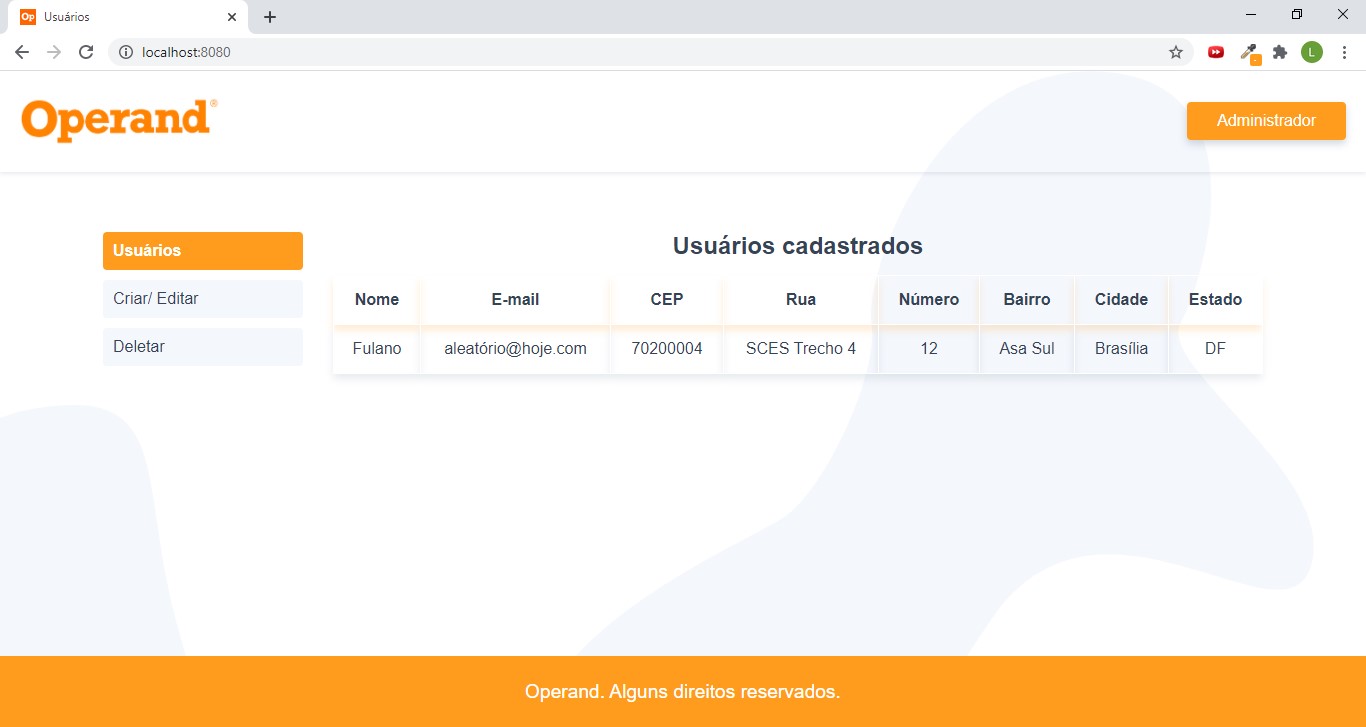 Op Usuários
localhost:8080
L
Operand®
Administrador
Usuários
Criar/ Editar
Deletar
Usuários cadastrados
Nome E-mail CEP Rua Número Bairro Cidade Estado
Fulano aleatório@hoje.com 70200004 SCES Trecho 4 12 Asa Sul Brasília DF
Operand. Alguns direitos reservados.